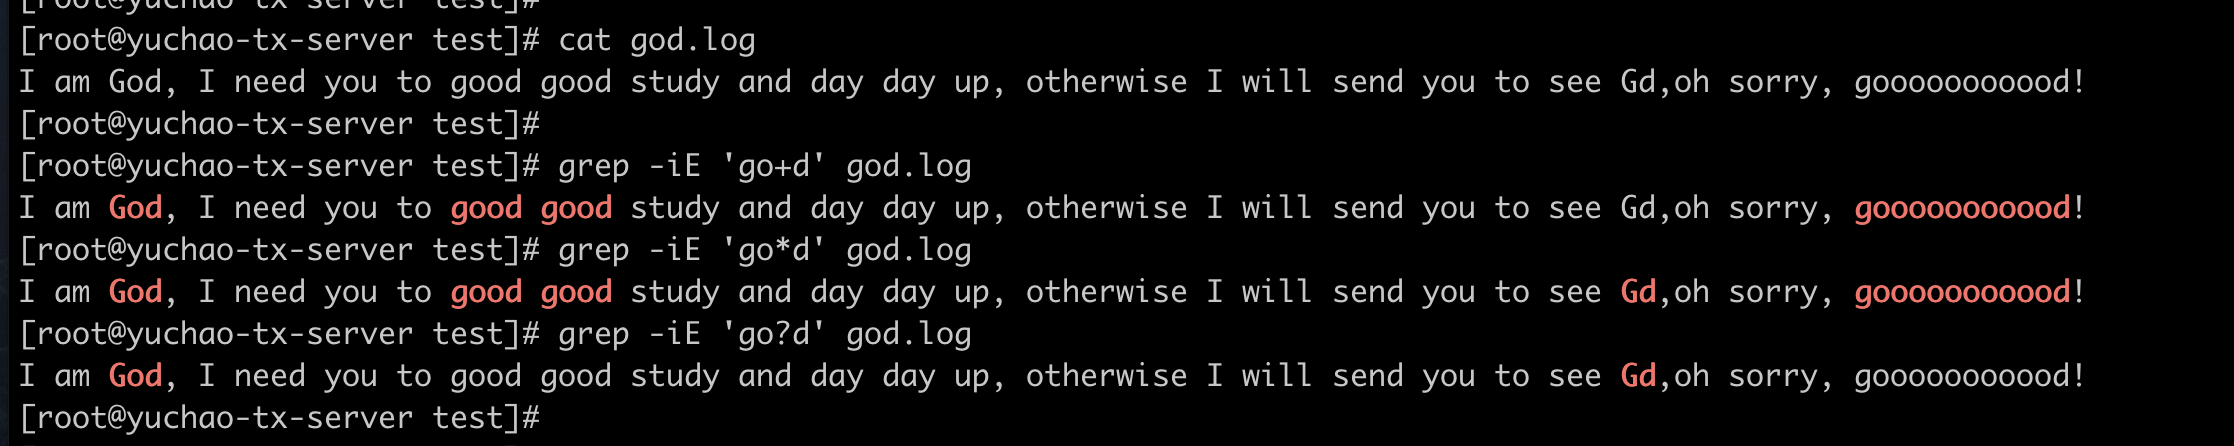 [root@yuchao-tx-server test]#
[root@yuchao-tx-server test]# cat god.log
I am God, I need you to good good study and day day up, otherwise I will send you to see Gd,oh sorry, gooooooooood!
[root@yuchao-tx-server test]#
[root@yuchao-tx-server test]# grep -iE 'go+d' god.log
I am God, I need you to good good study and day day up, otherwise I will send you to see Gd,oh sorry, gooooooooood!
[root@yuchao-tx-server test]# grep -iE 'go*d' god.log
I am God, I need you to good good study and day day up, otherwise I will send you to see Gd,oh sorry, gooooooooood!
[root@yuchao-tx-server test]# grep -iE 'go?d' god.log
I am God, I need you to good good study and day day up, otherwise I will send you to see Gd,oh sorry, gooooooooood!
[root@yuchao-tx-server test]#